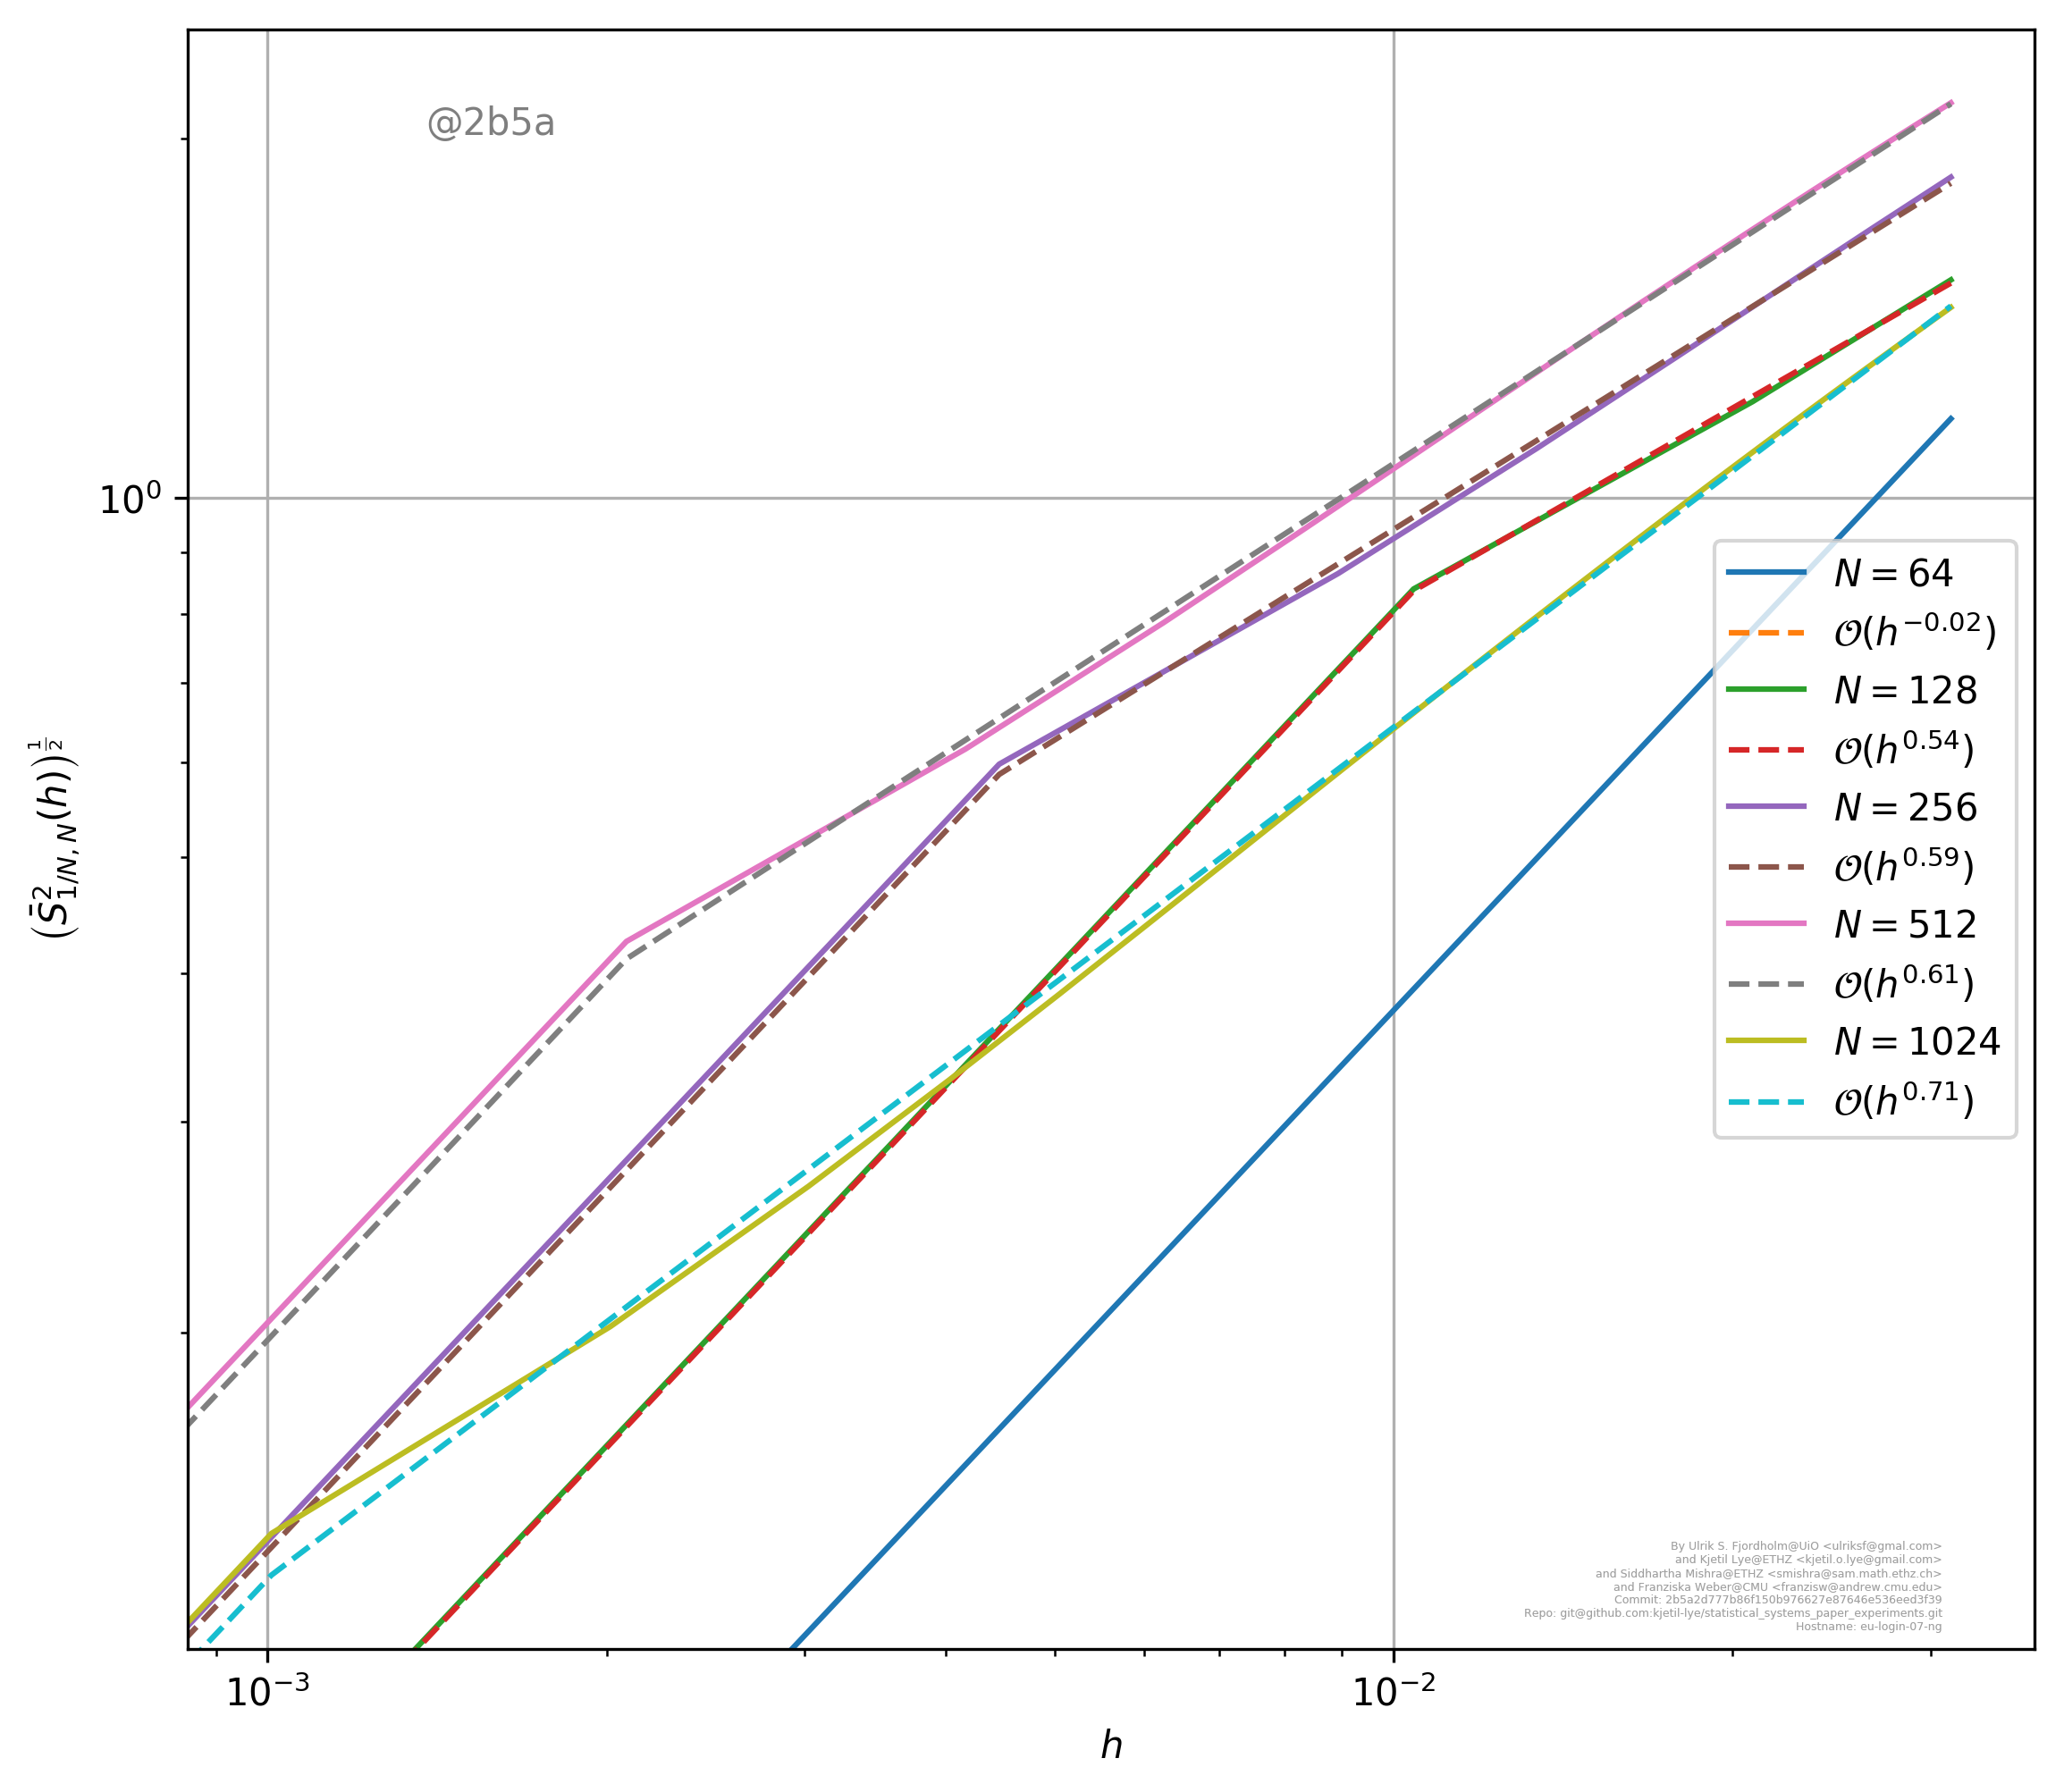 @2b5a
10⁰
(S̄²_{1/N, N}(h))^{1/2}
N = 64
𝒪(h^{−0.02})
N = 128
𝒪(h^{0.54})
N = 256
𝒪(h^{0.59})
N = 512
𝒪(h^{0.61})
N = 1024
𝒪(h^{0.71})
By Ulrik S. Fjordholm@UiO <ulriksf@gmal.com>
and Kjetil Lye@ETHZ <kjetil.o.lye@gmail.com>
and Siddhartha Mishra@ETHZ <smishra@sam.math.ethz.ch>
and Franziska Weber@CMU <franzisw@andrew.cmu.edu>
Commit: 2b5a2d777b86f150b976627e87646e536eed3f39
Repo: git@github.com:kjetil-lye/statistical_systems_paper_experiments.git
Hostname: eu-login-07-ng
10⁻³
10⁻²
h